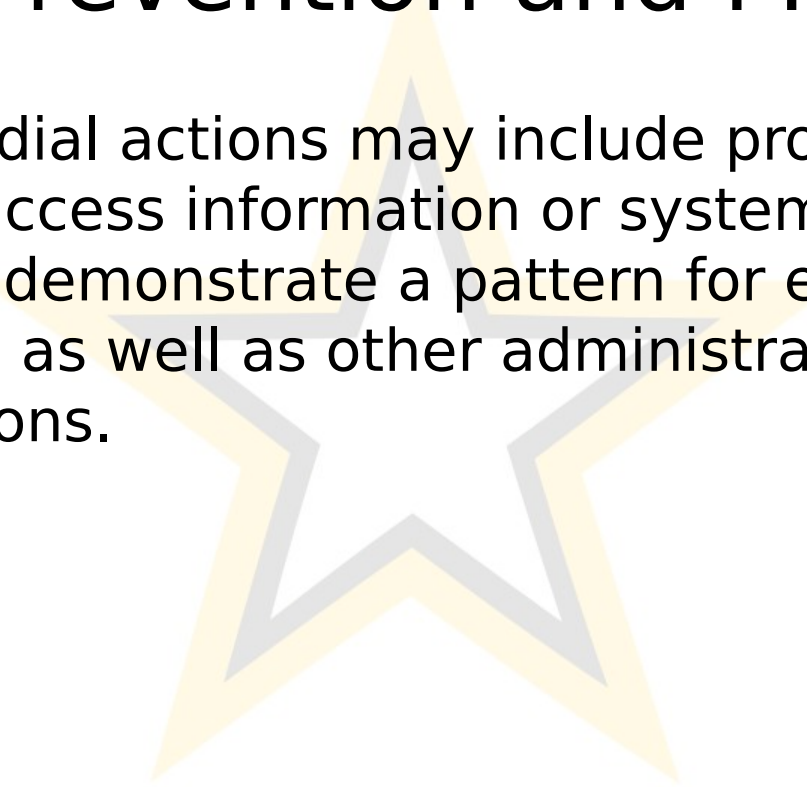 revention and
dial actions may include pro
ccess information or system
demonstrate a pattern for e
as well as other administra
ons.